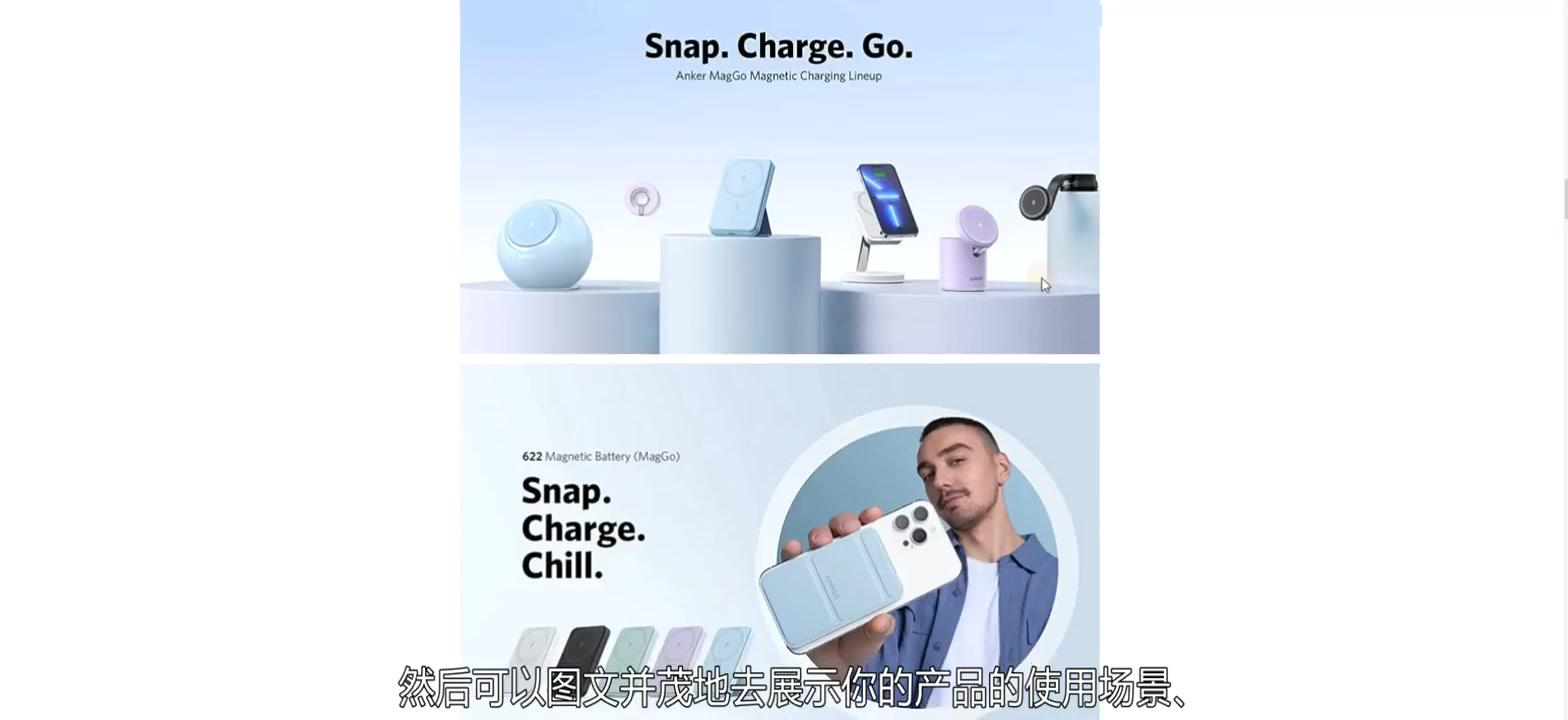 Snap. Charge. Go.
Anker MagGo Magnetic Charging Lineup
622 Magnetic Battery (MagGo)
Snap.
Charge.
Chill.
ANKER
然后可以图文并茂地去展示你的产品的使用场景、